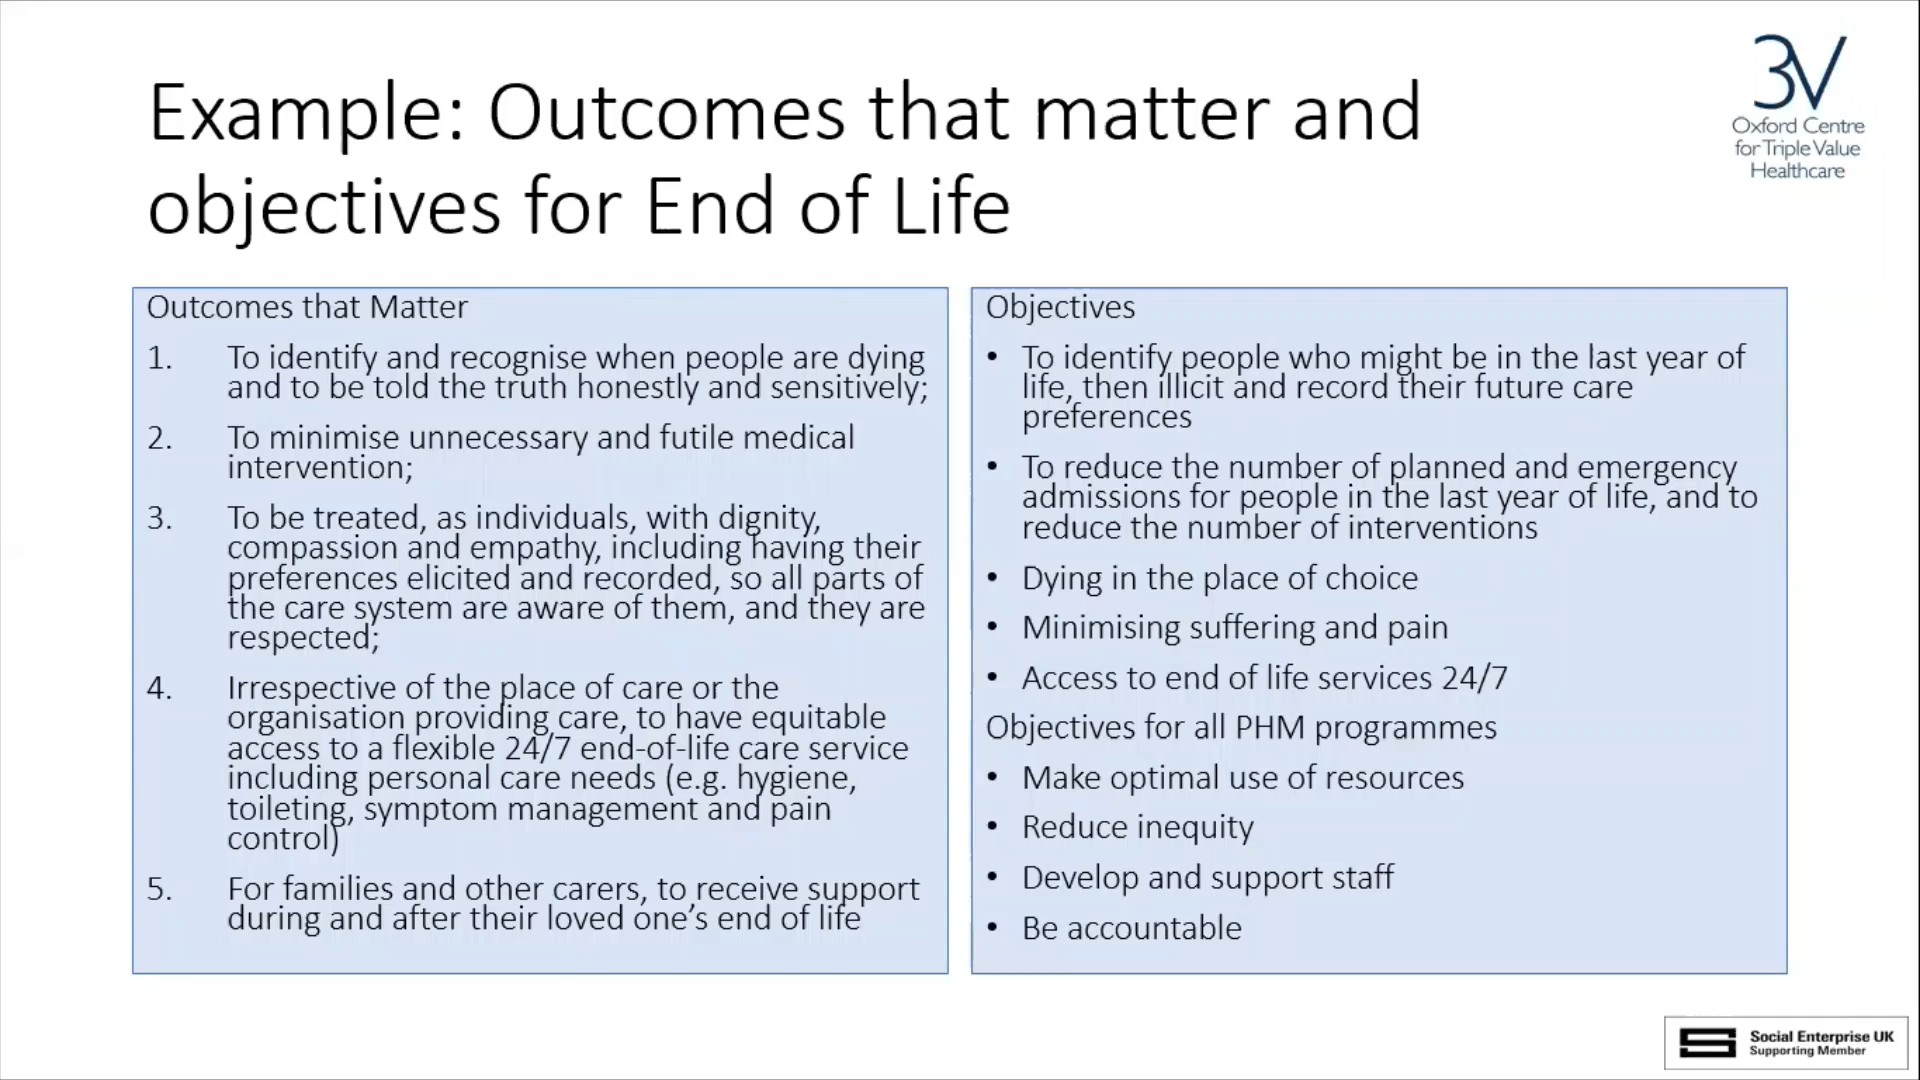 Example: Outcomes that matter and
objectives for End of Life
3V
Oxford Centre
for Triple Value
Healthcare
Outcomes that Matter
1. To identify and recognise when people are dying
and to be told the truth honestly and sensitively;
2. To minimise unnecessary and futile medical
intervention;
3. To be treated, as individuals, with dignity,
compassion and empathy, including having their
preferences elicited and recorded, so all parts of
the care system are aware of them, and they are
respected;
4. Irrespective of the place of care or the
organisation providing care, to have equitable
access to a flexible 24/7 end-of-life care service
including personal care needs (e.g. hygiene,
toileting, symptom management and pain
control)
5. For families and other carers, to receive support
during and after their loved one’s end of life
Objectives
• To identify people who might be in the last year of
life, then illicit and record their future care
preferences
• To reduce the number of planned and emergency
admissions for people in the last year of life, and to
reduce the number of interventions
• Dying in the place of choice
• Minimising suffering and pain
• Access to end of life services 24/7
Objectives for all PHM programmes
• Make optimal use of resources
• Reduce inequity
• Develop and support staff
• Be accountable
Social Enterprise UK
Supporting Member